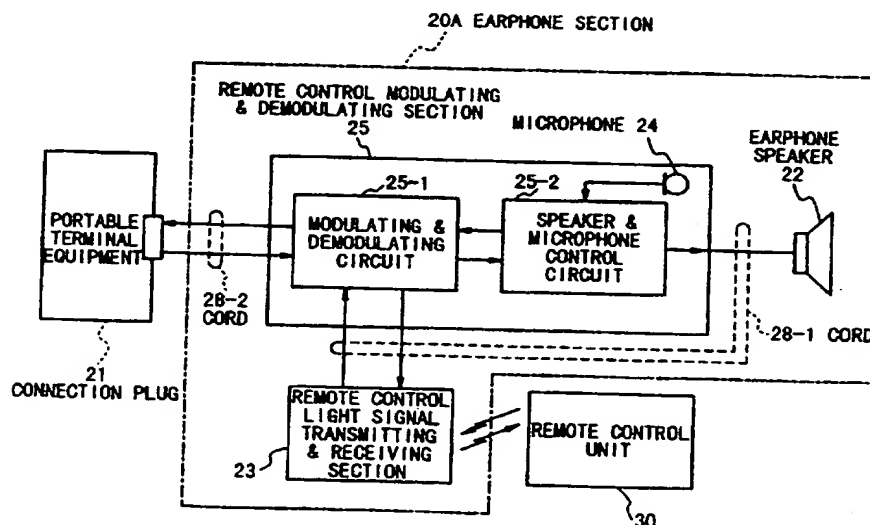 20A EARPHONE SECTION
REMOTE CONTROL MODULATING
& DEMODULATING SECTION
25
MICROPHONE 24
EARPHONE
SPEAKER
22
25-1
25-2
PORTABLE
TERMINAL
EQUIPMENT
MODULATING &
DEMODULATING
CIRCUIT
SPEAKER &
MICROPHONE
CONTROL
CIRCUIT
28-2
CORD
28-1 CORD
21
CONNECTION PLUG
REMOTE CONTROL
LIGHT SIGNAL
TRANSMITTING
& RECEIVING
SECTION
23
REMOTE CONTROL
UNIT
30